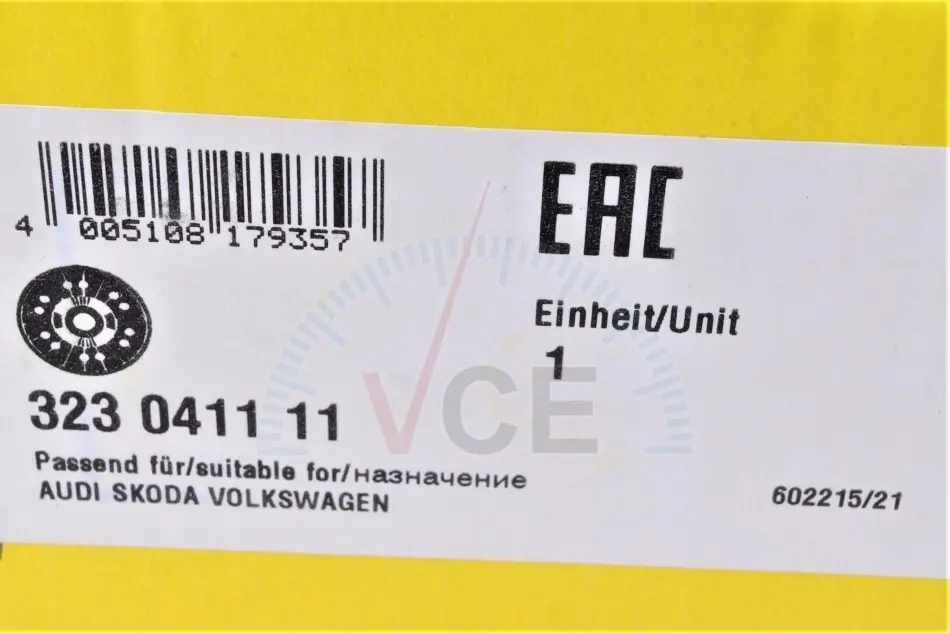 4 005108 179357
EAC
Einheit/Unit
1
VCE
323 0411 11
Passend für/suitable for/назначение
AUDI SKODA VOLKSWAGEN
602215/21